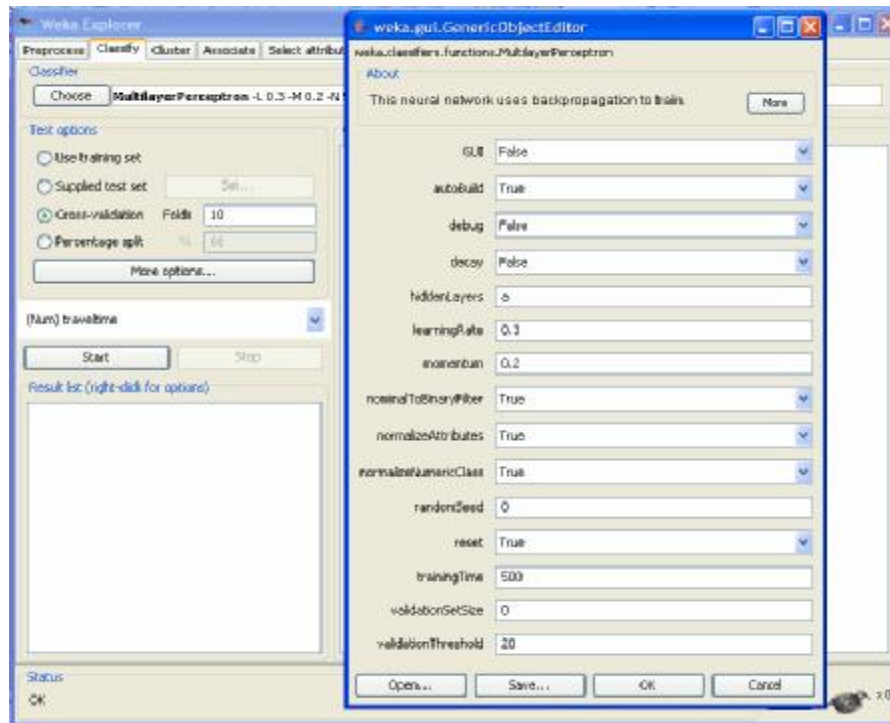 Weka Explorer
Preprocess Classify Cluster Associate Select attribut
Classifier
Choose MultilayerPerceptron -L 0.3 -M 0.2 -N
Test options
Use training set
Supplied test set Set...
Cross-validation Folds 10
Percentage split % 66
More options...
(Num) traveltime
Start Stop
Result list (right-click for options)
Status
OK
x 0
weka.gui.GenericObjectEditor
weka.classifiers.functions.MultilayerPerceptron
About
This neural network uses backpropagation to train.
More
GUI False
autoBuild True
debug False
decay False
hiddenLayers a
learningRate 0.3
momentum 0.2
nominalToBinaryFilter True
normalizeAttributes True
normalizeNumericClass True
randomSeed 0
reset True
trainingTime 500
validationSetSize 0
validationThreshold 20
Open... Save... OK Cancel